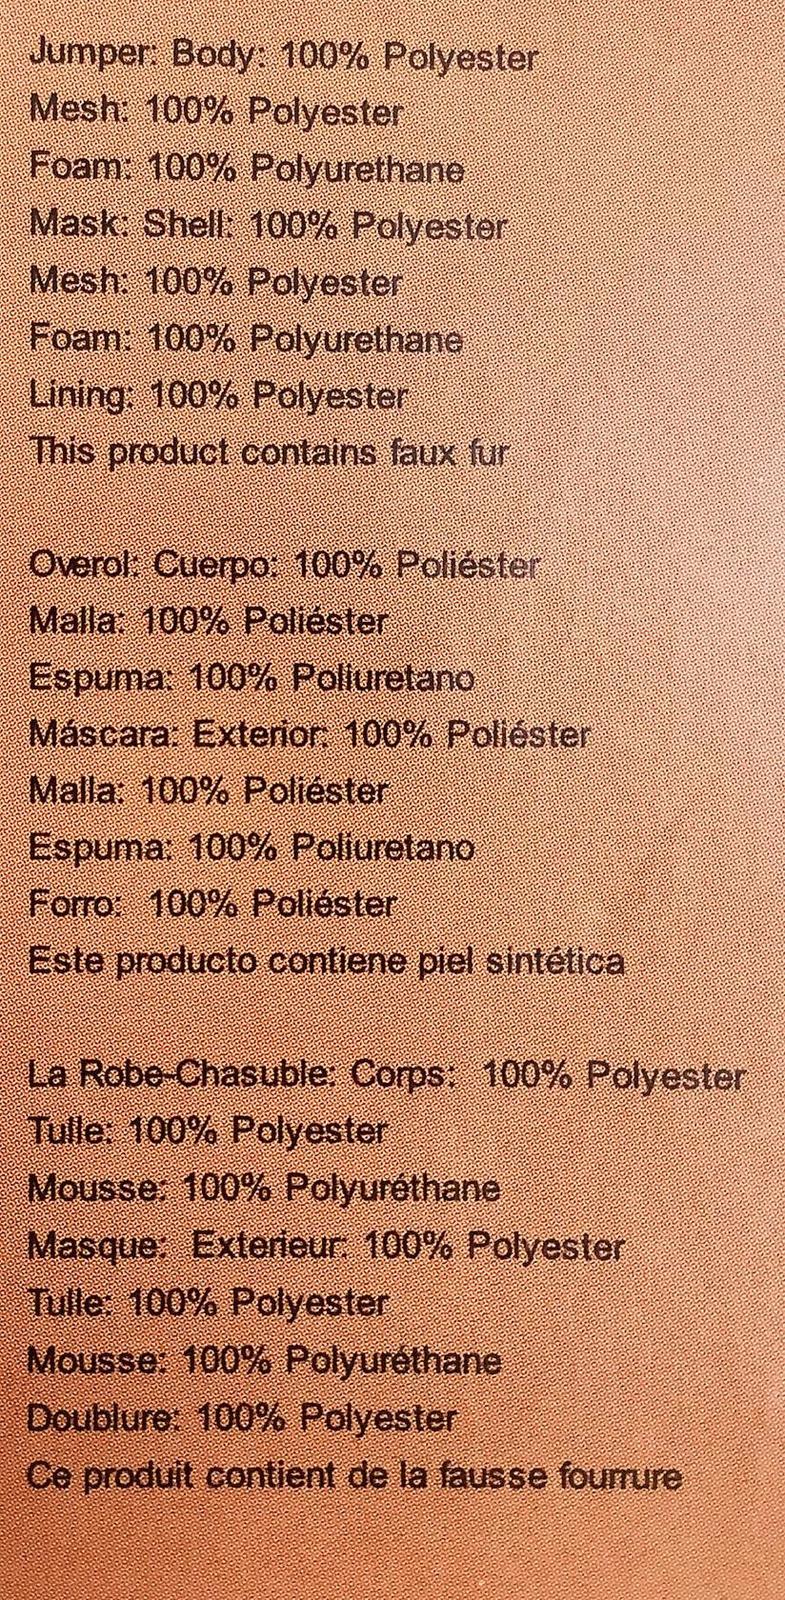 Jumper: Body: 100% Polyester
Mesh: 100% Polyester
Foam: 100% Polyurethane
Mask: Shell: 100% Polyester
Mesh: 100% Polyester
Foam: 100% Polyurethane
Lining: 100% Polyester
This product contains faux fur
Overol: Cuerpo: 100% Poliéster
Malla: 100% Poliéster
Espuma: 100% Poliuretano
Máscara: Exterior: 100% Poliéster
Malla: 100% Poliéster
Espuma: 100% Poliuretano
Forro: 100% Poliéster
Este producto contiene piel sintética
La Robe-Chasuble: Corps: 100% Polyester
Tulle: 100% Polyester
Mousse: 100% Polyuréthane
Masque: Exterieur: 100% Polyester
Tulle: 100% Polyester
Mousse: 100% Polyuréthane
Doublure: 100% Polyester
Ce produit contient de la fausse fourrure